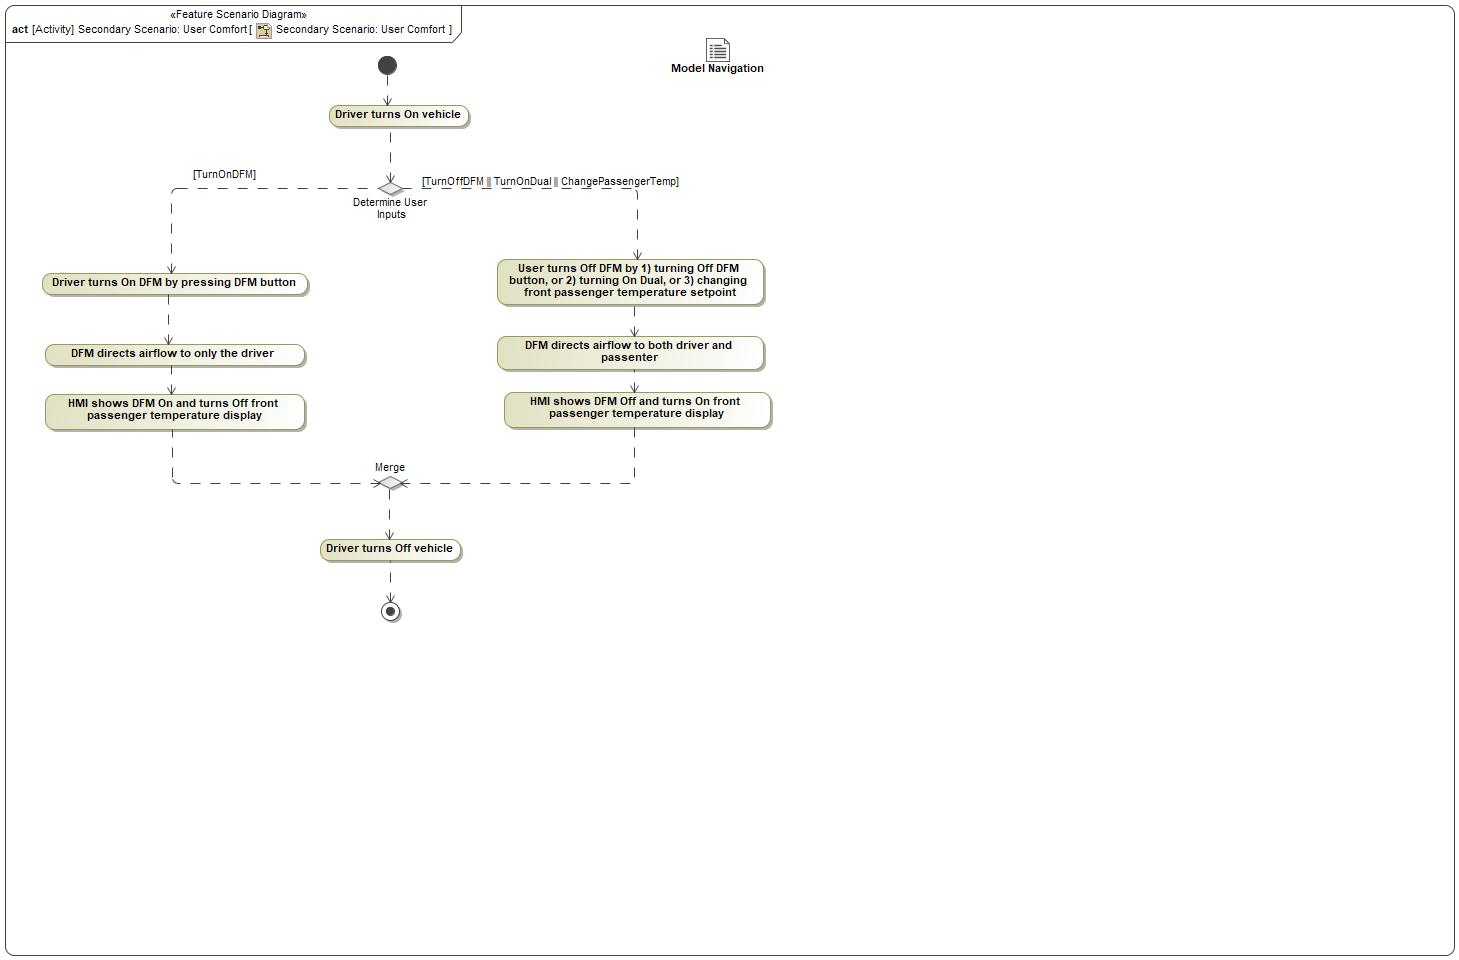 «Feature Scenario Diagram»
act [Activity] Secondary Scenario: User Comfort [ Secondary Scenario: User Comfort ]
Model Navigation
Driver turns On vehicle
[TurnOnDFM]
[TurnOffDFM || TurnOnDual || ChangePassengerTemp]
Determine User
Inputs
Driver turns On DFM by pressing DFM button
User turns Off DFM by 1) turning Off DFM
button, or 2) turning On Dual, or 3) changing
front passenger temperature setpoint
DFM directs airflow to only the driver
DFM directs airflow to both driver and
passenter
HMI shows DFM On and turns Off front
passenger temperature display
HMI shows DFM Off and turns On front
passenger temperature display
Merge
Driver turns Off vehicle